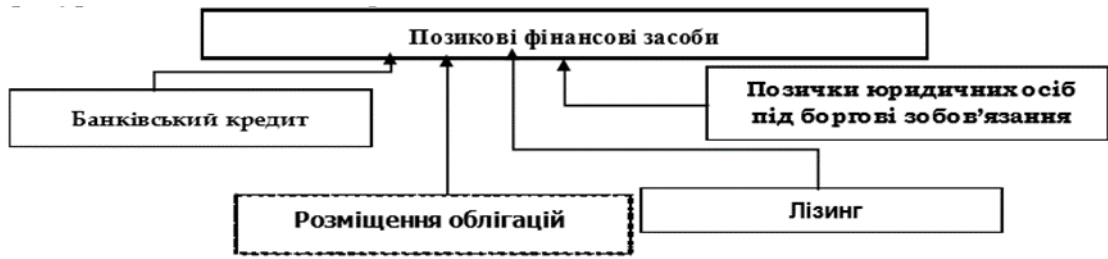 Позикові фінансові засоби
Банківський кредит
Позички юридичних осіб
під боргові зобов’язання
Розміщення облігацій
Лізинг